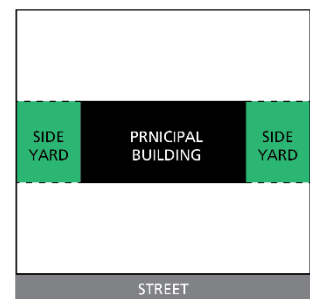 SIDE
YARD
PRNICIPAL
BUILDING
SIDE
YARD
STREET